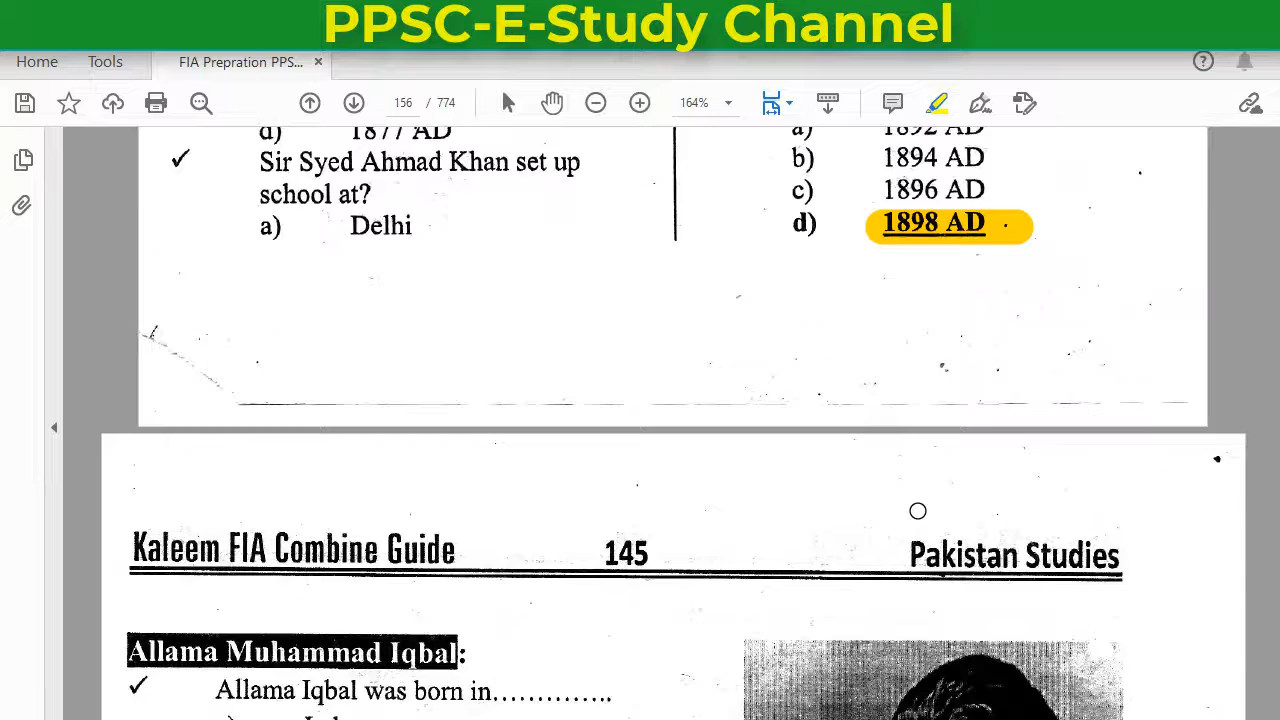 PPSC-E-Study Channel
Home
Tools
FIA Prepration PPS...
156 / 774
164%
d) 1877 AD
✓ Sir Syed Ahmad Khan set up
school at?
a) Delhi
a) 1892 AD
b) 1894 AD
c) 1896 AD
d) 1898 AD
Kaleem FIA Combine Guide 145 Pakistan Studies
Allama Muhammad Iqbal:
✓ Allama Iqbal was born in..............